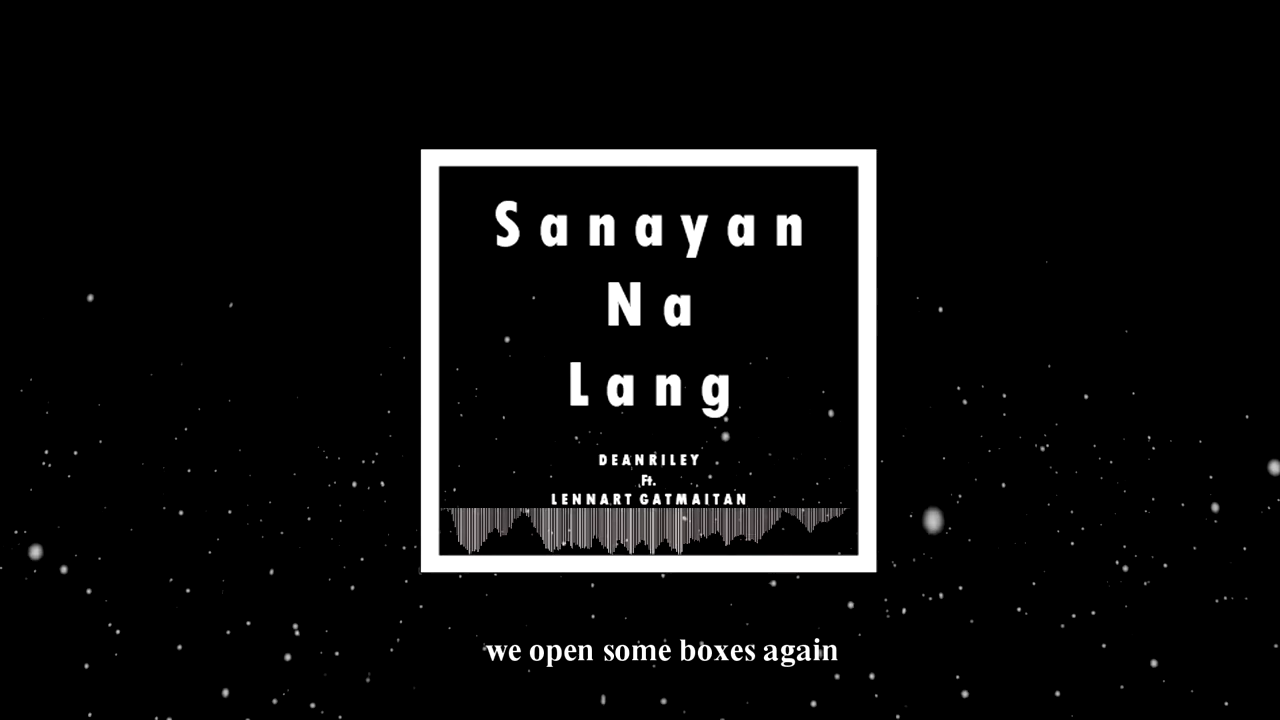 Sanayan
Na
Lang
DEANRILEY
Ft.
LENNART GATMAITAN
we open some boxes again